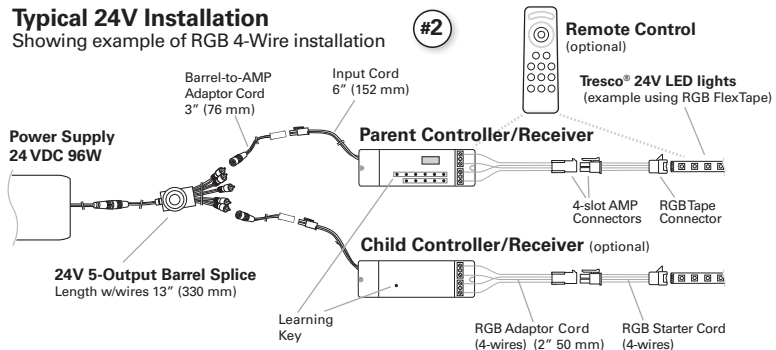 Typical 24V Installation
Showing example of RGB 4-Wire installation
#2
Remote Control
(optional)
Tresco® 24V LED lights
(example using RGB FlexTape)
Barrel-to-AMP
Adaptor Cord
3” (76 mm)
Input Cord
6” (152 mm)
Power Supply
24 VDC 96W
Parent Controller/Receiver
4-slot AMP
Connectors
RGB Tape
Connector
24V 5-Output Barrel Splice
Length w/wires 13” (330 mm)
Child Controller/Receiver (optional)
Learning
Key
RGB Adaptor Cord
(4-wires) (2” 50 mm)
RGB Starter Cord
(4-wires)